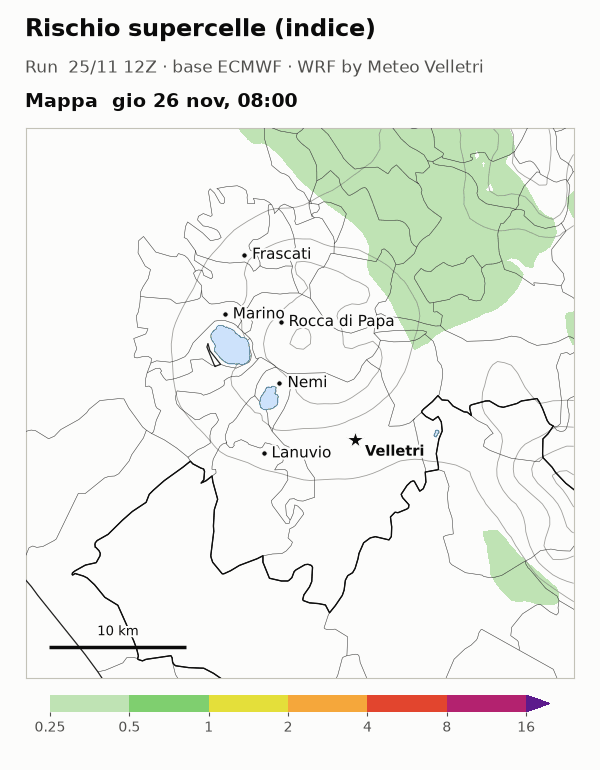 Rischio supercelle (indice)
Run  25/11 12Z · base ECMWF · WRF by Meteo Velletri
Mappa  gio 26 nov, 08:00
Frascati
Marino
Rocca di Papa
Nemi
Velletri
Lanuvio
10 km
0.25 0.5 1 2 4 8 16